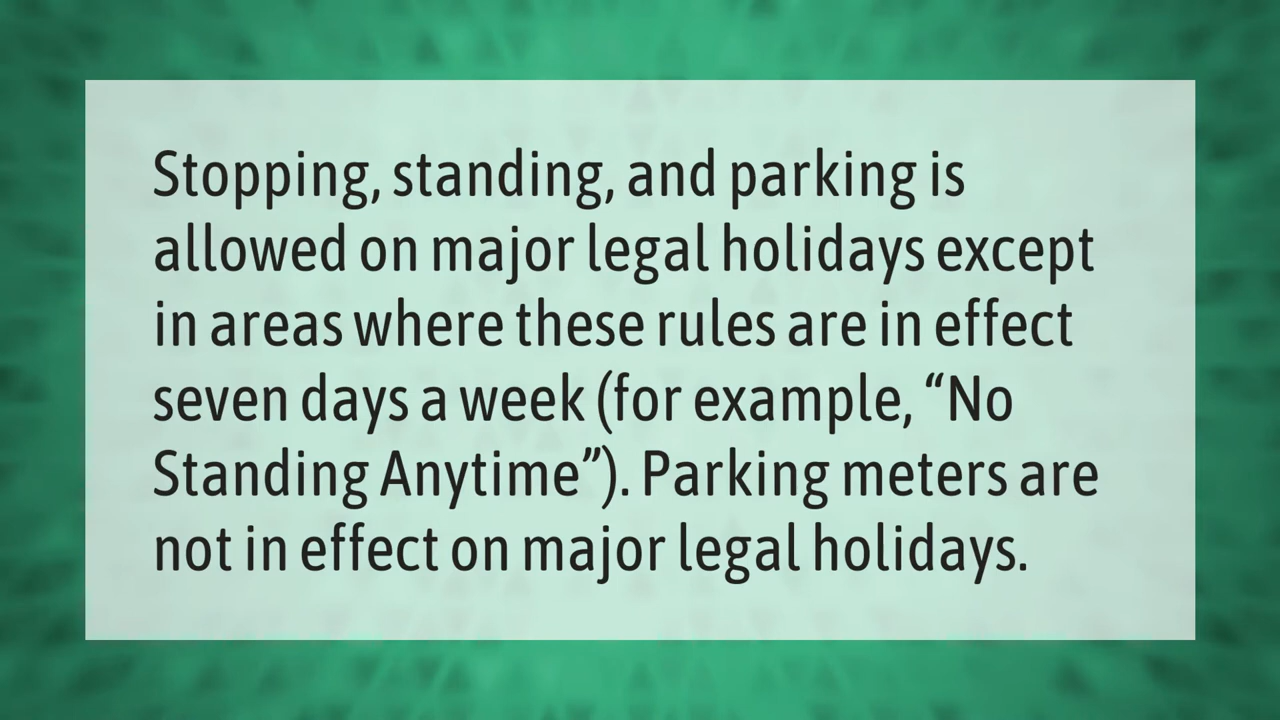 Stopping, standing, and parking is
allowed on major legal holidays except
in areas where these rules are in effect
seven days a week (for example, “No
Standing Anytime”). Parking meters are
not in effect on major legal holidays.